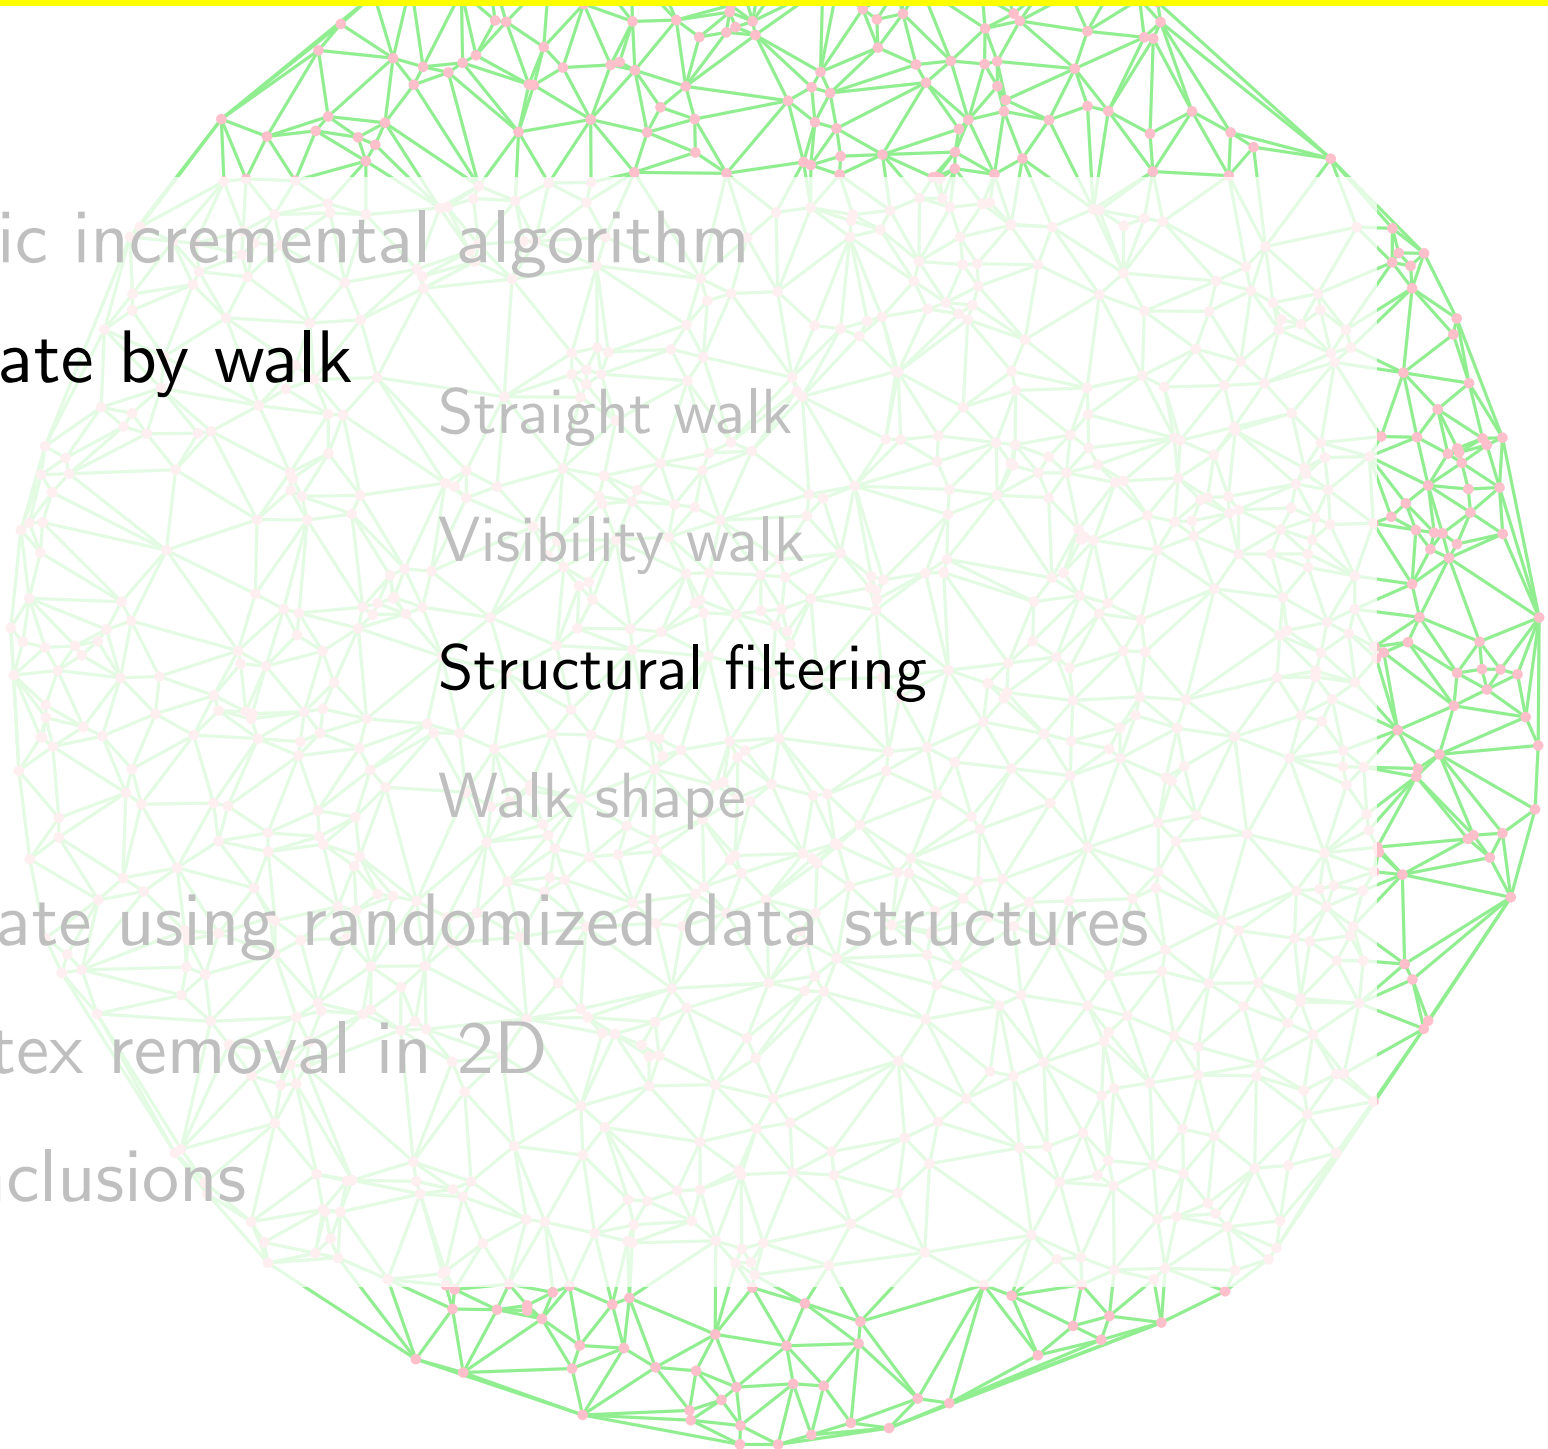 ic incremental algorithm
ate by walk
Straight walk
Visibility walk
Structural filtering
Walk shape
ate using randomized data structures
tex removal in 2D
nclusions